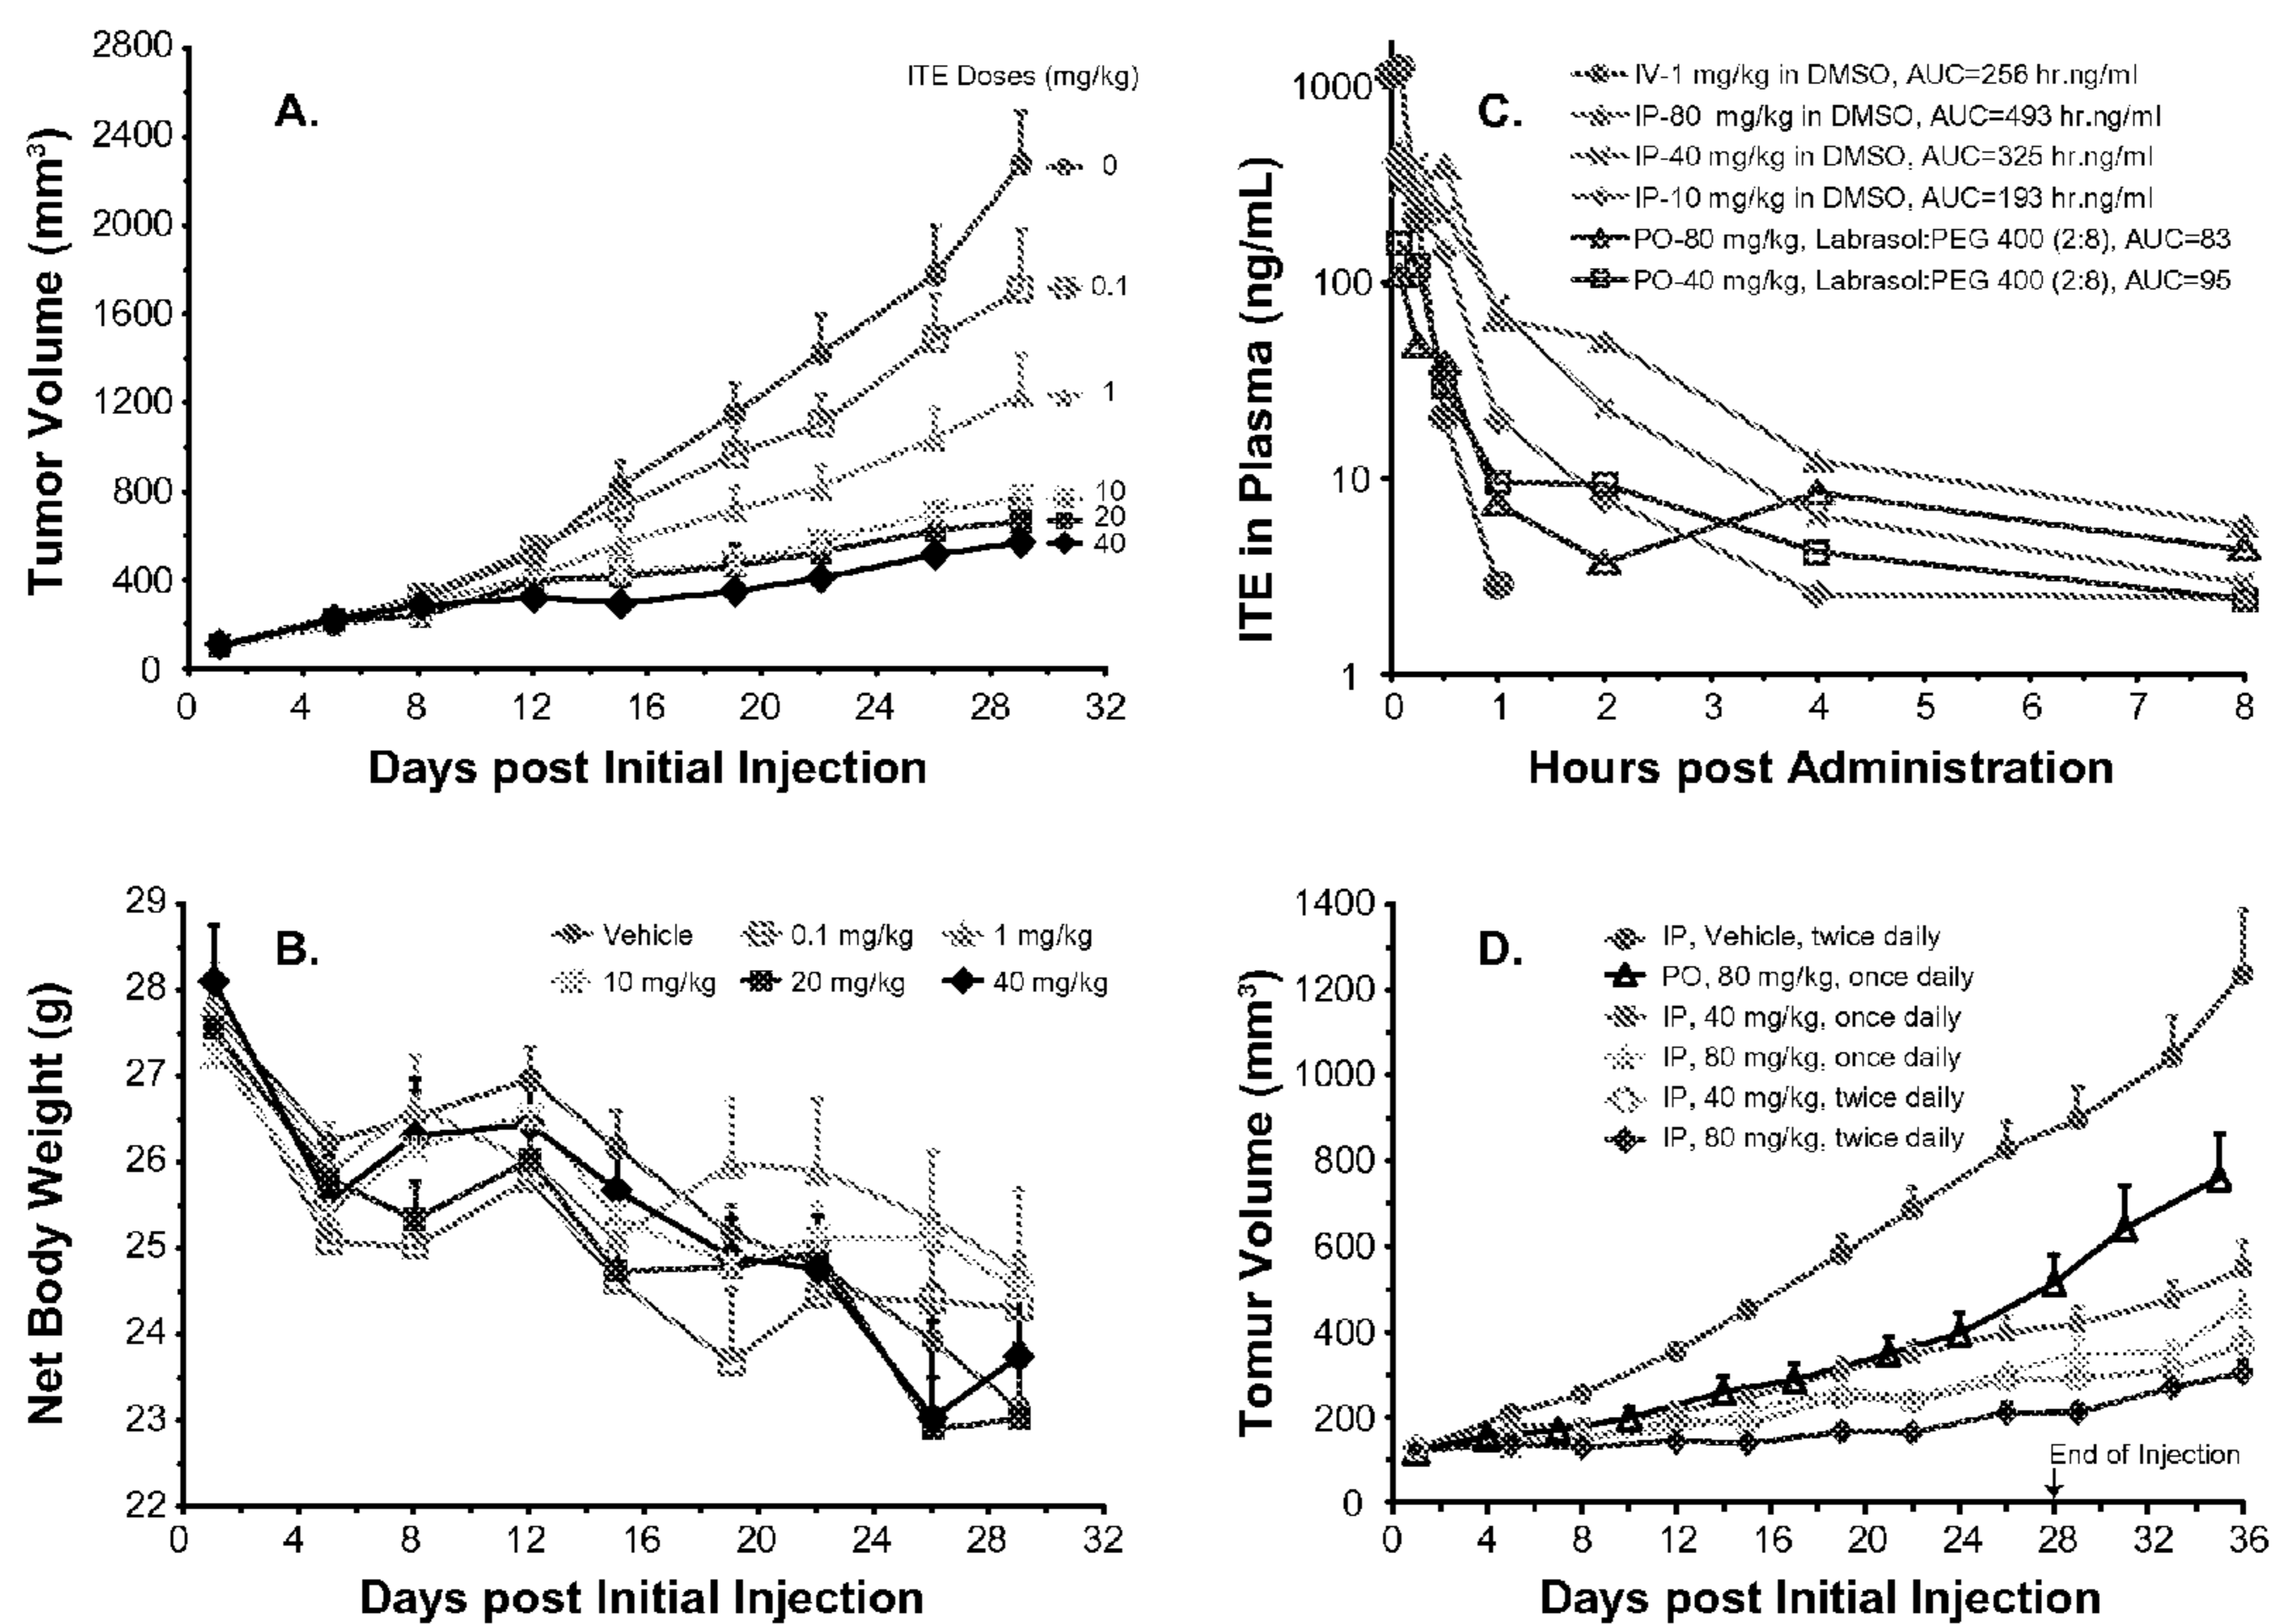 A.
ITE Doses (mg/kg)
Tumor Volume (mm³)
2800
2400
2000
1600
1200
800
400
0
0
0.1
1
10
20
40
0 4 8 12 16 20 24 28 32
Days post Initial Injection
C.
IV-1 mg/kg in DMSO, AUC=256 hr.ng/ml
IP-80 mg/kg in DMSO, AUC=493 hr.ng/ml
IP-40 mg/kg in DMSO, AUC=325 hr.ng/ml
IP-10 mg/kg in DMSO, AUC=193 hr.ng/ml
PO-80 mg/kg, Labrasol:PEG 400 (2:8), AUC=83
PO-40 mg/kg, Labrasol:PEG 400 (2:8), AUC=95
ITE in Plasma (ng/mL)
1000
100
10
1
0 1 2 3 4 5 6 7 8
Hours post Administration
B.
Vehicle 0.1 mg/kg 1 mg/kg
10 mg/kg 20 mg/kg 40 mg/kg
Net Body Weight (g)
29
28
27
26
25
24
23
22
0 4 8 12 16 20 24 28 32
Days post Initial Injection
D.
IP, Vehicle, twice daily
PO, 80 mg/kg, once daily
IP, 40 mg/kg, once daily
IP, 80 mg/kg, once daily
IP, 40 mg/kg, twice daily
IP, 80 mg/kg, twice daily
Tomur Volume (mm³)
1400
1200
1000
800
600
400
200
0
End of Injection
0 4 8 12 16 20 24 28 32 36
Days post Initial Injection